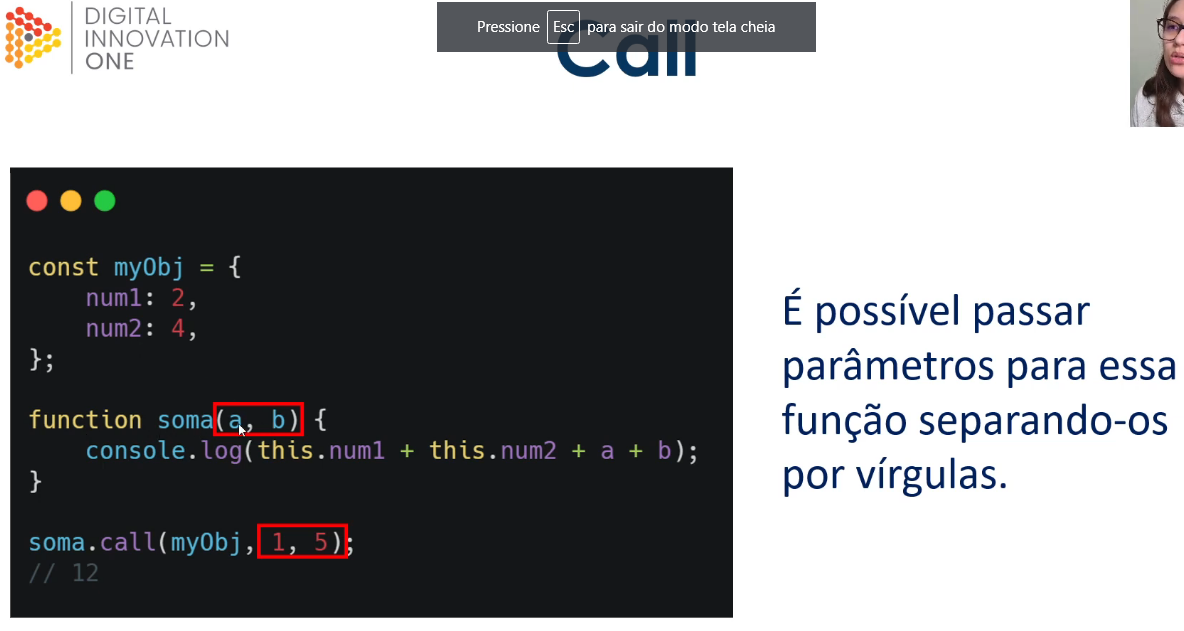 DIGITAL
INNOVATION
ONE
Pressione Esc para sair do modo tela cheia
Call
const myObj = {
num1: 2,
num2: 4,
};
function soma(a, b) {
console.log(this.num1 + this.num2 + a + b);
}
soma.call(myObj, 1, 5);
// 12
É possível passar
parâmetros para essa
função separando-os
por vírgulas.